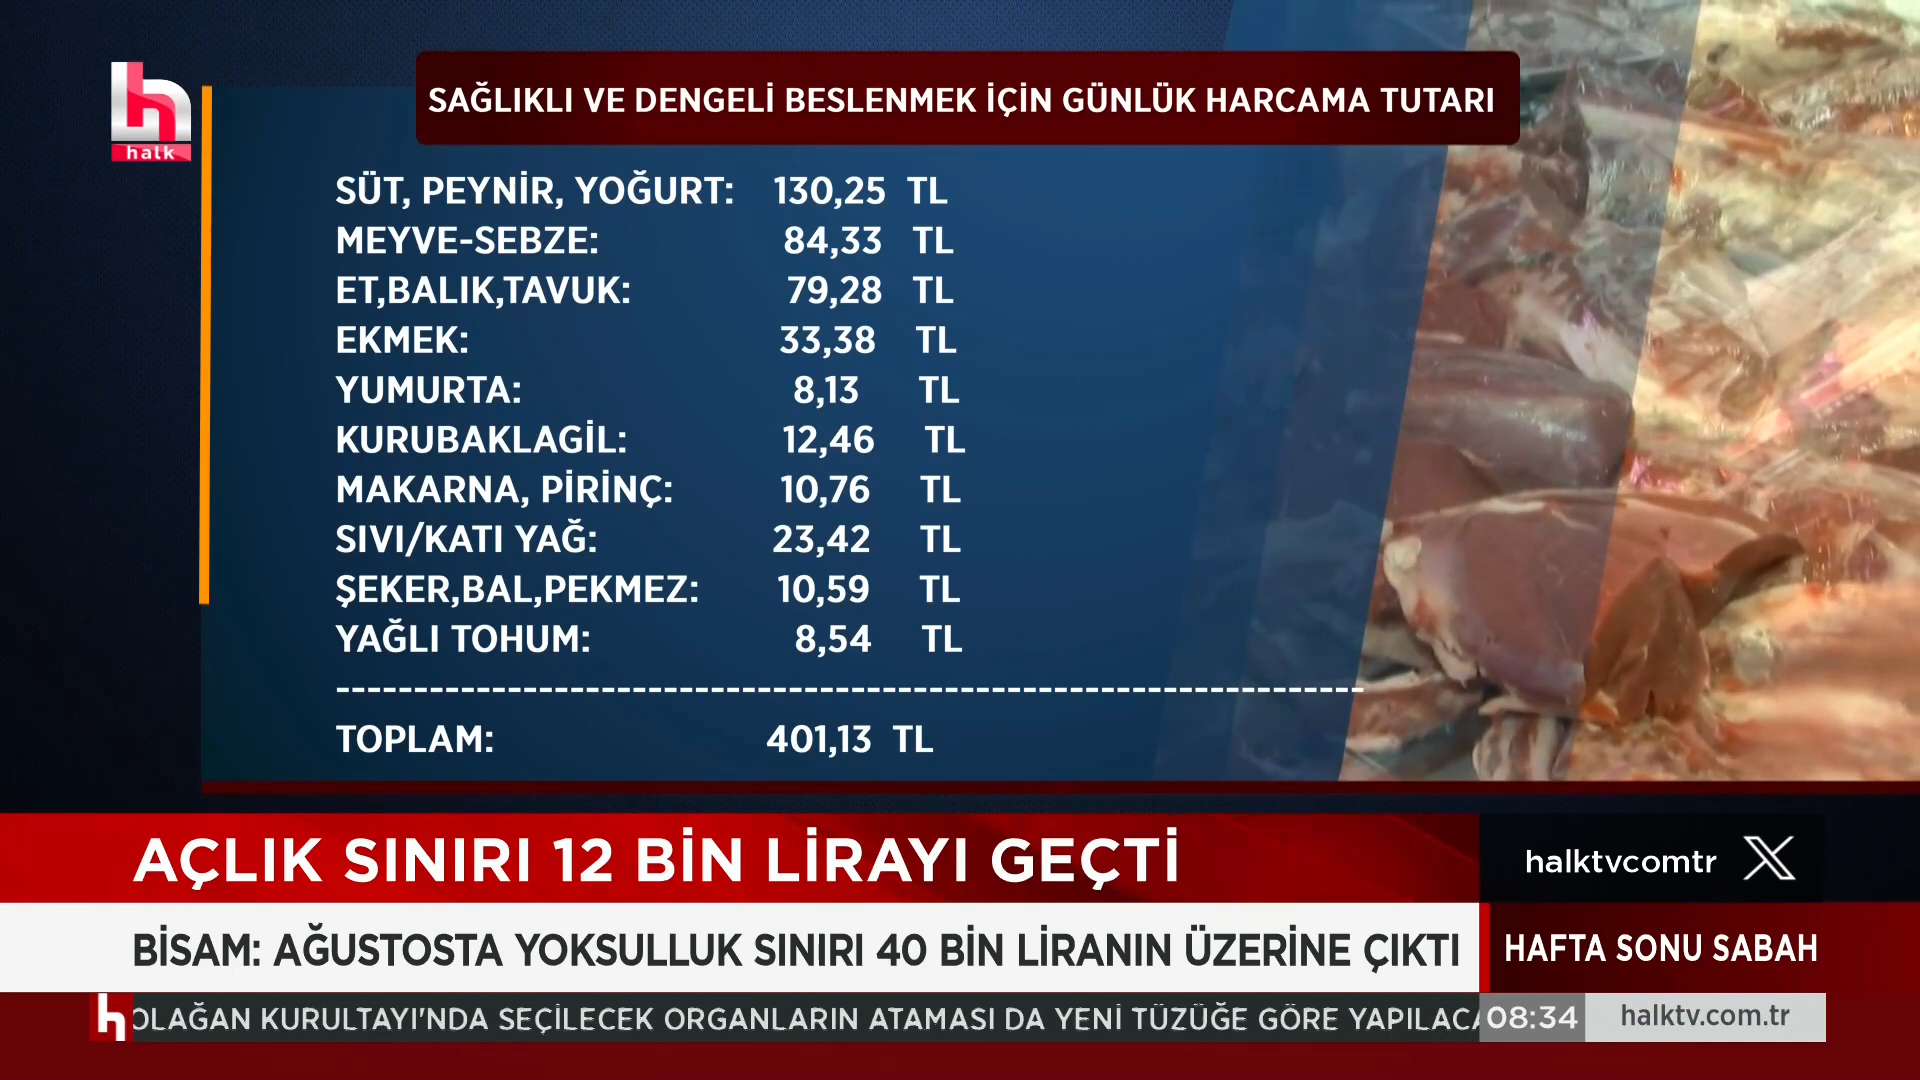 SAĞLIKLI VE DENGELİ BESLENMEK İÇİN GÜNLÜK HARCAMA TUTARI
halk
SÜT, PEYNİR, YOĞURT: 130,25 TL
MEYVE-SEBZE: 84,33 TL
ET,BALIK,TAVUK: 79,28 TL
EKMEK: 33,38 TL
YUMURTA: 8,13 TL
KURUBAKLAGİL: 12,46 TL
MAKARNA, PİRİNÇ: 10,76 TL
SIVI/KATI YAĞ: 23,42 TL
ŞEKER,BAL,PEKMEZ: 10,59 TL
YAĞLI TOHUM: 8,54 TL
TOPLAM: 401,13 TL
AÇLIK SINIRI 12 BİN LİRAYI GEÇTİ
halktvcomtr X
BİSAM: AĞUSTOSTA YOKSULLUK SINIRI 40 BİN LİRANIN ÜZERİNE ÇIKTI
HAFTA SONU SABAH
OLAĞAN KURULTAYI'NDA SEÇİLECEK ORGANLARIN ATAMASI DA YENİ TÜZÜĞE GÖRE YAPILACA
08:34
halktv.com.tr